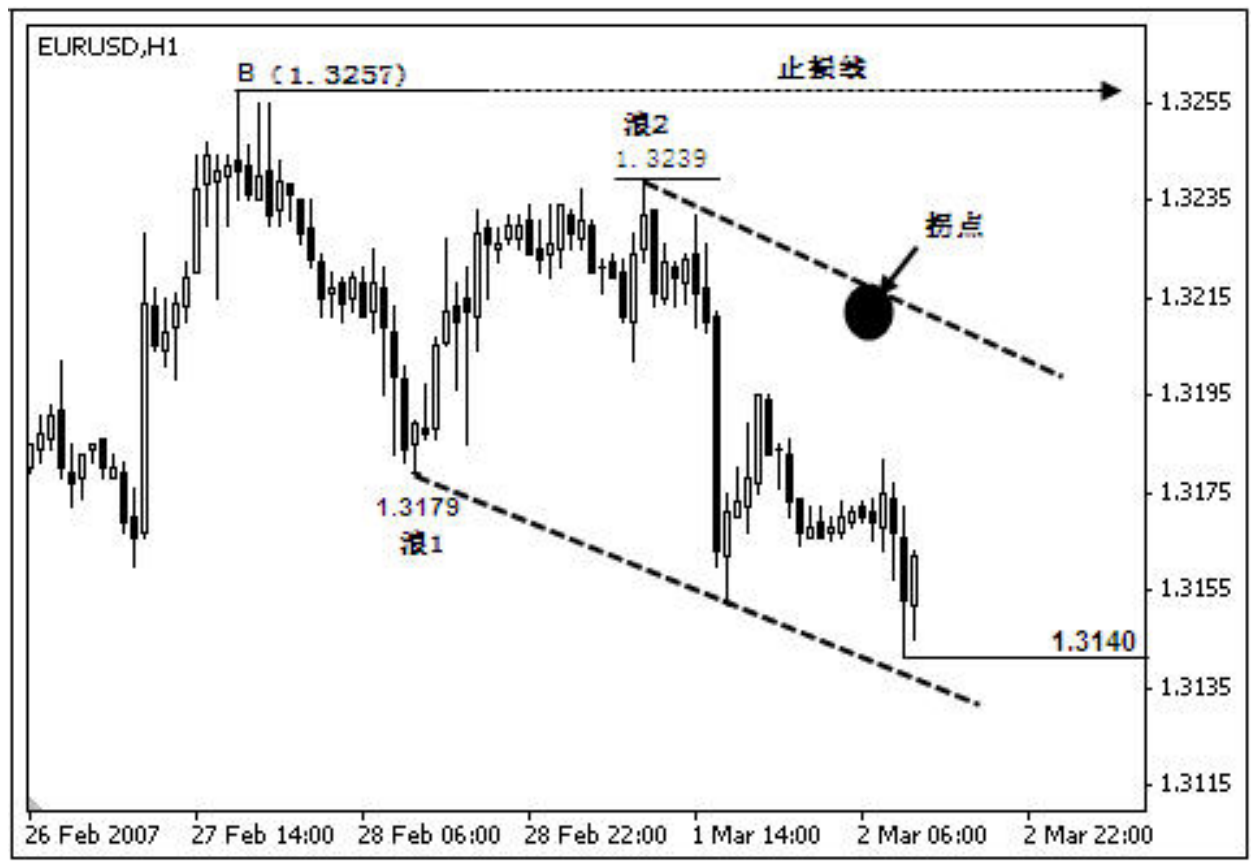 EURUSD,H1
B (1.3257)
止损线
浪2
1.3239
拐点
1.3179
浪1
1.3140
1.3255
1.3235
1.3215
1.3195
1.3175
1.3155
1.3135
1.3115
26 Feb 2007 27 Feb 14:00 28 Feb 06:00 28 Feb 22:00 1 Mar 14:00 2 Mar 06:00 2 Mar 22:00